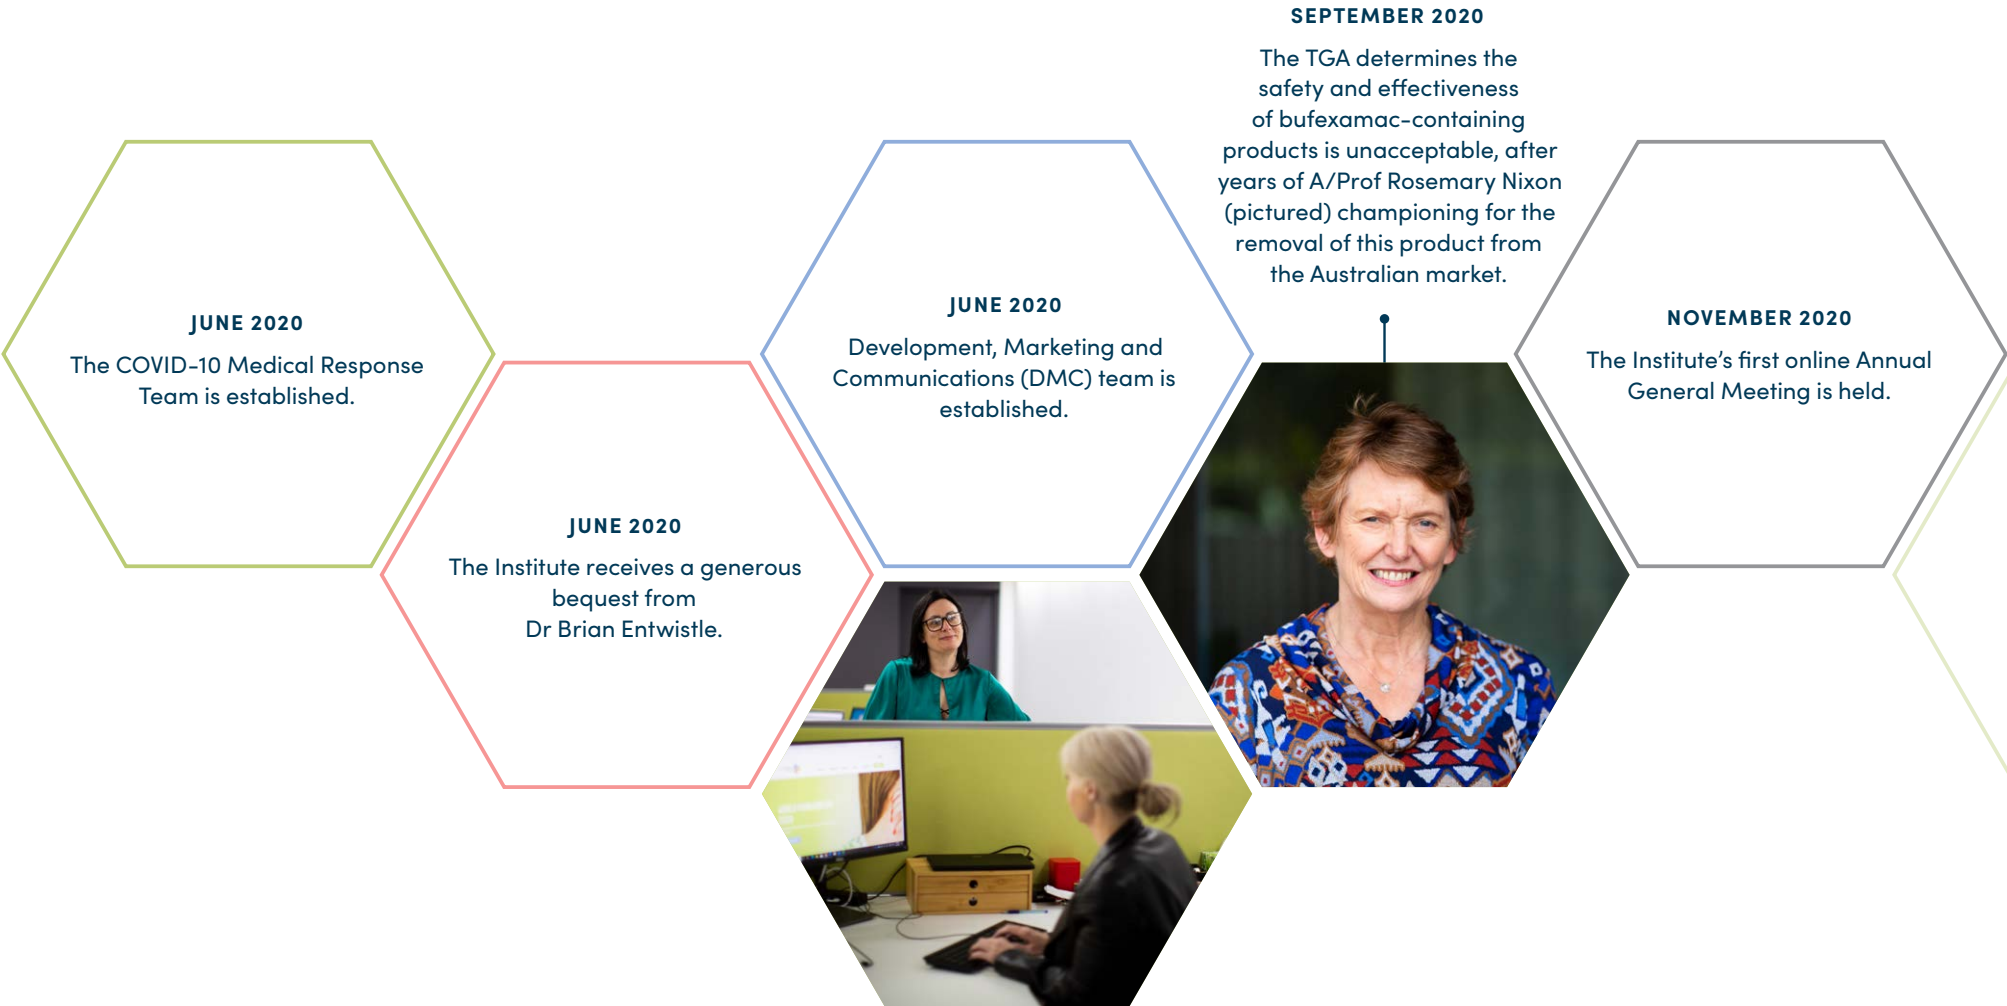 JUNE 2020
The COVID-10 Medical Response
Team is established.
JUNE 2020
The Institute receives a generous
bequest from
Dr Brian Entwistle.
JUNE 2020
Development, Marketing and
Communications (DMC) team is
established.
SEPTEMBER 2020
The TGA determines the
safety and effectiveness
of bufexamac-containing
products is unacceptable, after
years of A/Prof Rosemary Nixon
(pictured) championing for the
removal of this product from
the Australian market.
NOVEMBER 2020
The Institute’s first online Annual
General Meeting is held.